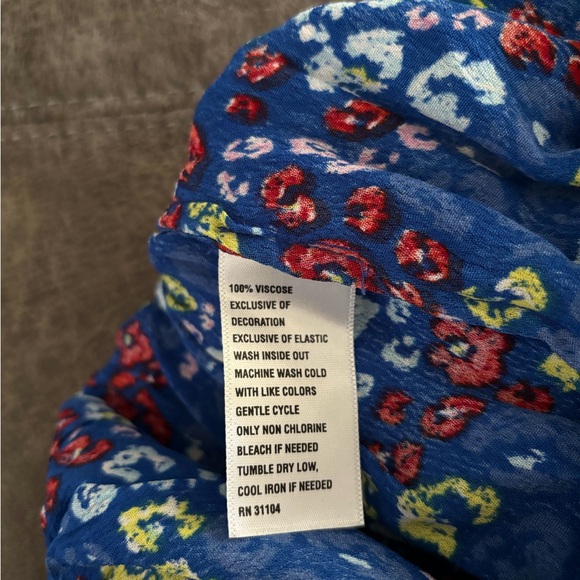 100% VISCOSE
EXCLUSIVE OF
DECORATION
EXCLUSIVE OF ELASTIC
WASH INSIDE OUT
MACHINE WASH COLD
WITH LIKE COLORS
GENTLE CYCLE
ONLY NON CHLORINE
BLEACH IF NEEDED
TUMBLE DRY LOW,
COOL IRON IF NEEDED
RN 31104